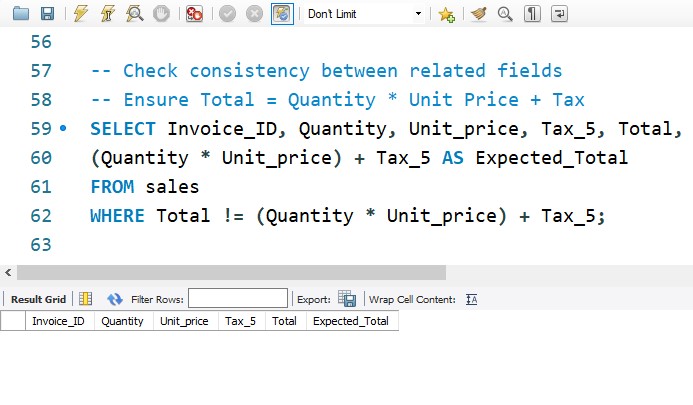 Don't Limit
56
57 -- Check consistency between related fields
58 -- Ensure Total = Quantity * Unit Price + Tax
59 SELECT Invoice_ID, Quantity, Unit_price, Tax_5, Total,
60 (Quantity * Unit_price) + Tax_5 AS Expected_Total
61 FROM sales
62 WHERE Total != (Quantity * Unit_price) + Tax_5;
63
Result Grid Filter Rows: Export: Wrap Cell Content:
Invoice_ID Quantity Unit_price Tax_5 Total Expected_Total